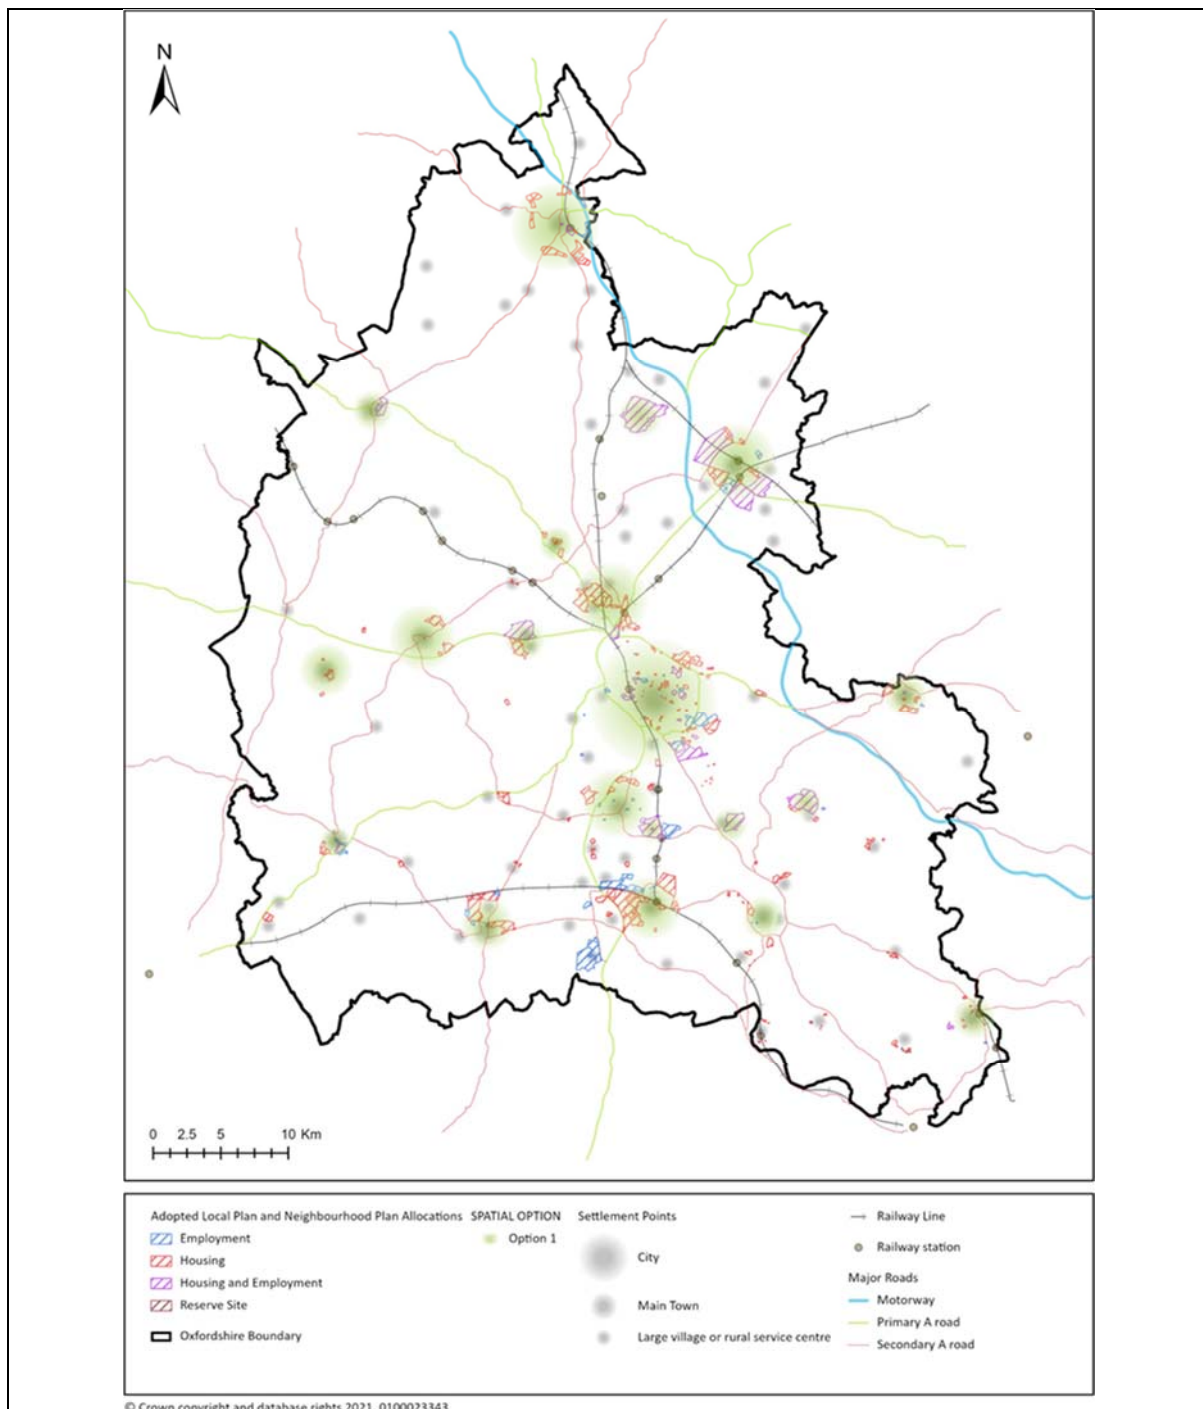 N
0 2.5 5 10 Km
Adopted Local Plan and Neighbourhood Plan Allocations
Employment
Housing
Housing and Employment
Reserve Site
Oxfordshire Boundary
SPATIAL OPTION
Option 1
Settlement Points
City
Main Town
Large village or rural service centre
Railway Line
Railway station
Major Roads
Motorway
Primary A road
Secondary A road
© Crown copyright and database rights 2021, 0100023343